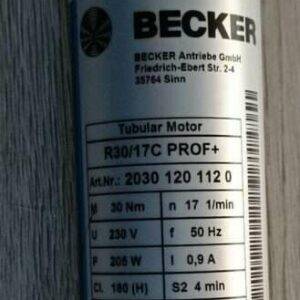 BECKER
BECKER Antriebe GmbH
Friedrich-Ebert Str. 2-4
35764 Sinn
Tubular Motor
R30/17C PROF+
Art.Nr.: 2030 120 112 0
M 30 Nm n 17 1/min
U 230 V f 50 Hz
P 205 W I 0,9 A
Cl. 180 (H) S2 4 min